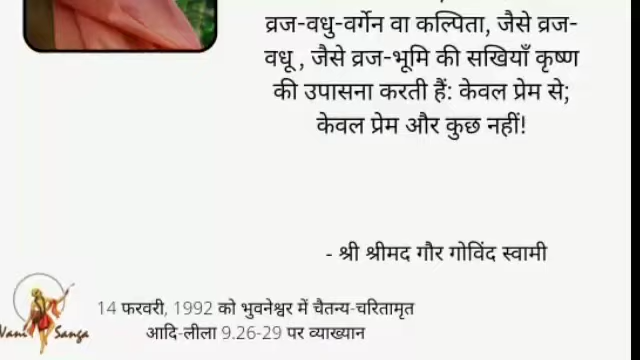 व्रज-वधु-वर्गेन वा कल्पिता, जैसे व्रज-
वधू , जैसे व्रज-भूमि की सखियाँ कृष्ण
की उपासना करती हैं: केवल प्रेम से;
केवल प्रेम और कुछ नहीं!
- श्री श्रीमद गौर गोविंद स्वामी
14 फरवरी, 1992 को भुवनेश्वर में चैतन्य-चरितामृत
आदि-लीला 9.26-29 पर व्याख्यान
Vani Sanga